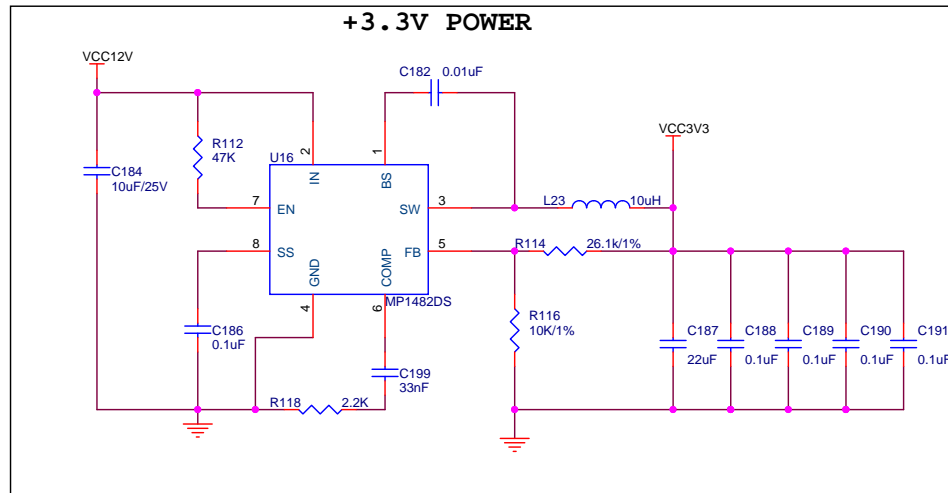 +3.3V POWER
VCC12V
C182
0.01uF
VCC3V3
R112
47K
U16
2
1
C184
10uF/25V
IN
BS
L23
10uH
7
EN
SW
3
8
SS
FB
5
R114
26.1k/1%
GND
COMP
MP1482DS
4
6
C186
0.1uF
R116
10K/1%
C187
22uF
C188
0.1uF
C189
0.1uF
C190
0.1uF
C191
0.1uF
C199
33nF
R118
2.2K